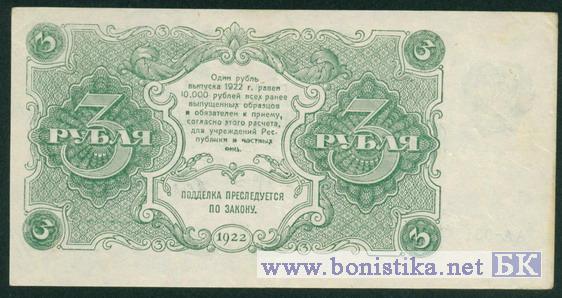 3
3
Один рубль
выпуска 1922 г. равен
10,000 рублей всех ранее
выпущенных образцов
и обязателен к приему,
согласно этого расчета,
для учреждений Рес-
публики и частных
лиц.
3 РУБЛЯ
3 РУБЛЯ
ПОДДЕЛКА ПРЕСЛЕДУЕТСЯ
ПО ЗАКОНУ.
1922
3
3
www.bonistika.net БК